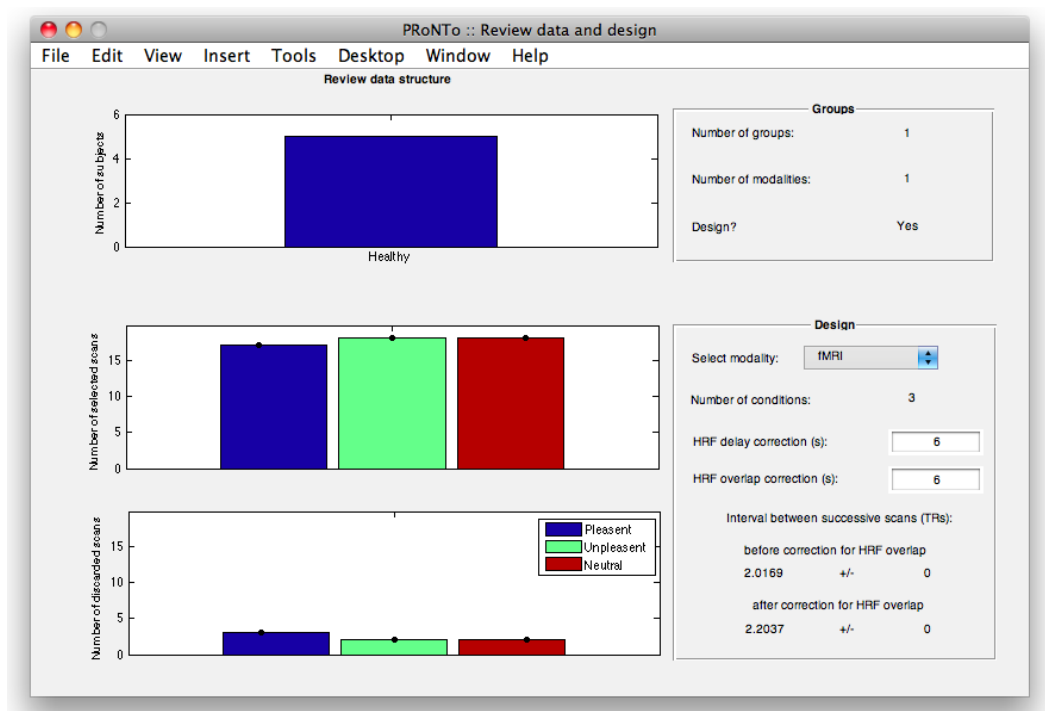 PRoNTo :: Review data and design
File Edit View Insert Tools Desktop Window Help
Review data structure
Number of subjects
6
4
2
0
Healthy
Groups
Number of groups: 1
Number of modalities: 1
Design? Yes
Number of selected scans
15
10
5
0
Design
Select modality: fMRI
Number of conditions: 3
HRF delay correction (s): 6
HRF overlap correction (s): 6
Interval between successive scans (TRs):
before correction for HRF overlap
2.0169 +/- 0
after correction for HRF overlap
2.2037 +/- 0
Number of discarded scans
15
10
5
0
Pleasent
Unpleasent
Neutral